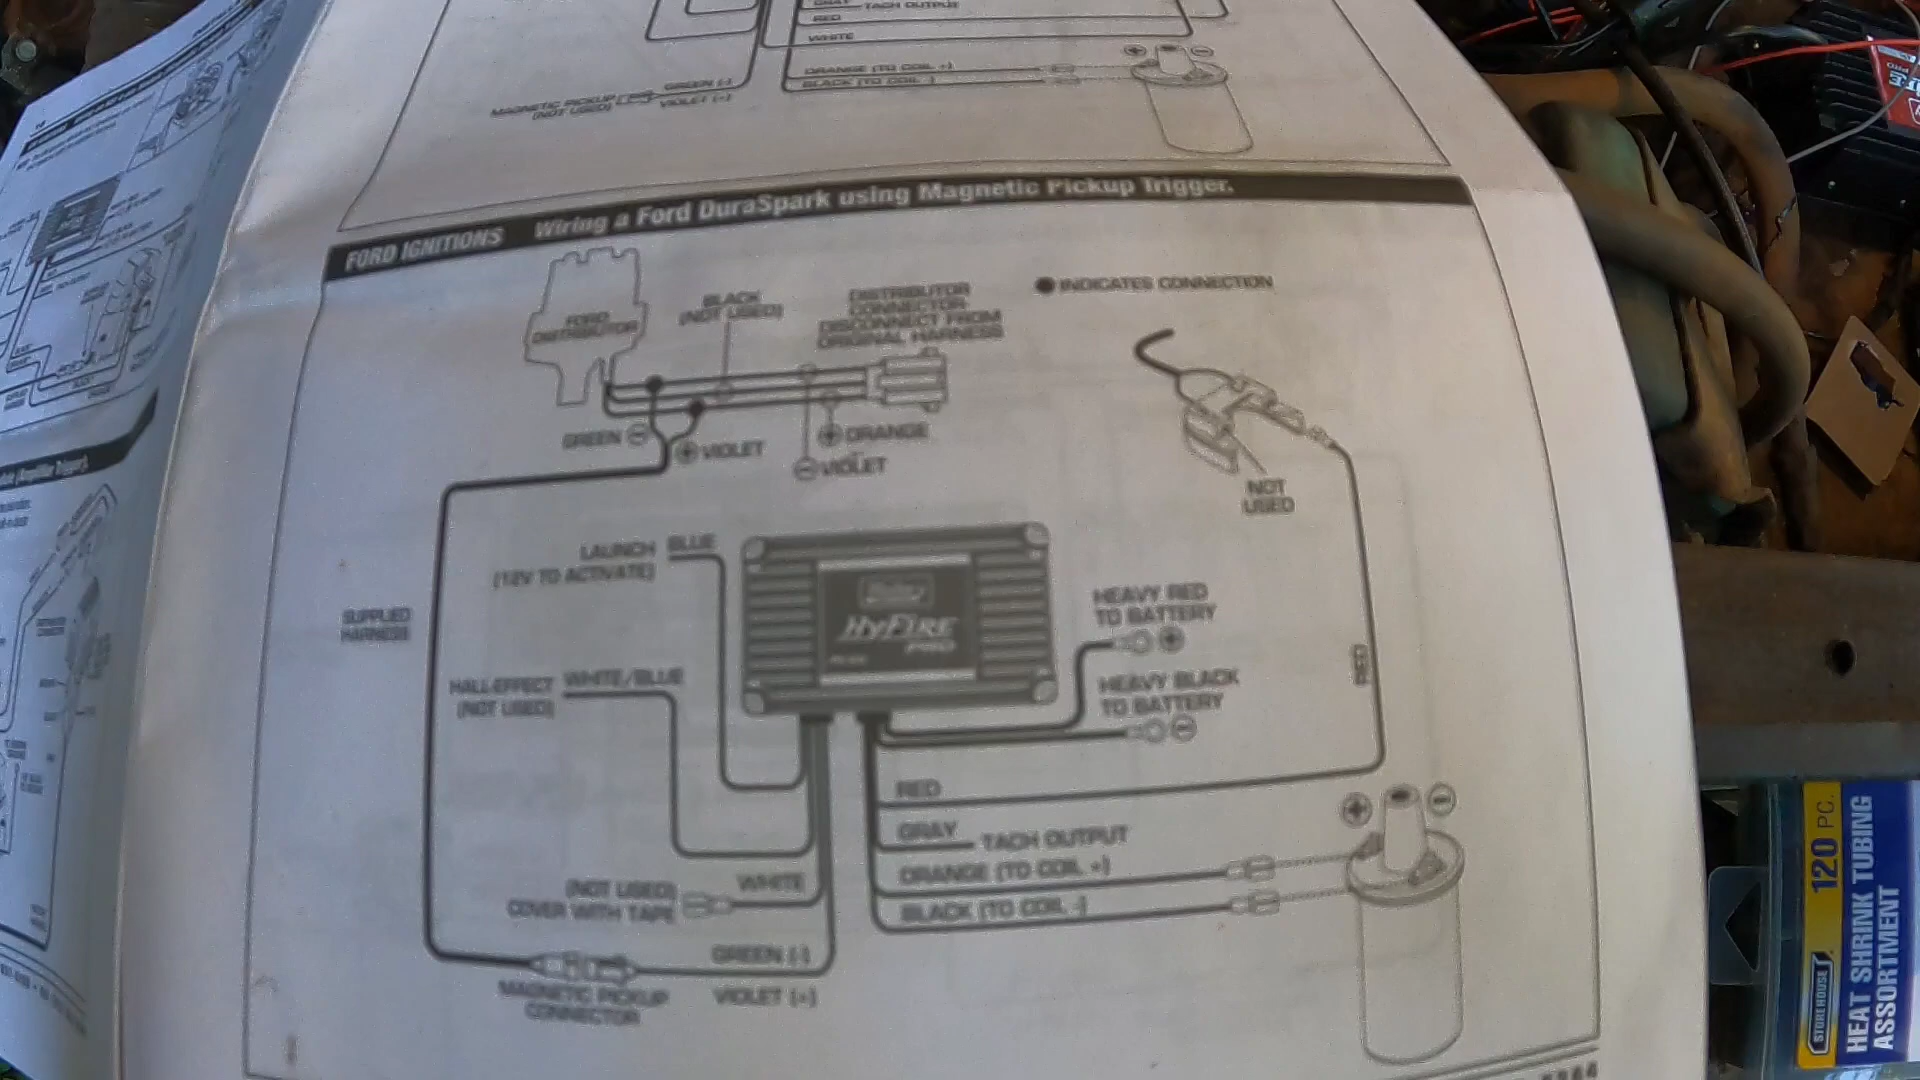 GRAY
TACH OUTPUT
RED
WHITE
ORANGE (TO COIL +)
BLACK (TO COIL -)
GREEN (-)
VIOLET (+)
MAGNETIC PICKUP
(NOT USED)
FORD IGNITIONS Wiring a Ford DuraSpark using Magnetic Pickup Trigger.
FORD
DISTRIBUTOR
BLACK
(NOT USED)
DISTRIBUTOR
CONNECTOR-
DISCONNECT FROM
ORIGINAL HARNESS
INDICATES CONNECTION
GREEN
VIOLET
ORANGE
VIOLET
NOT
USED
LAUNCH
(12V TO ACTIVATE)
BLUE
SUPPLIED
HARNESS
HALL-EFFECT
(NOT USED)
WHITE/BLUE
HYFIRE
PRO
HEAVY RED
TO BATTERY
HEAVY BLACK
TO BATTERY
RED
RED
GRAY
TACH OUTPUT
ORANGE (TO COIL +)
BLACK (TO COIL -)
(NOT USED)
COVER WITH TAPE
WHITE
GREEN (-)
VIOLET (+)
MAGNETIC PICKUP
CONNECTOR
STOREHOUSE
120 PC.
HEAT SHRINK TUBING
ASSORTMENT